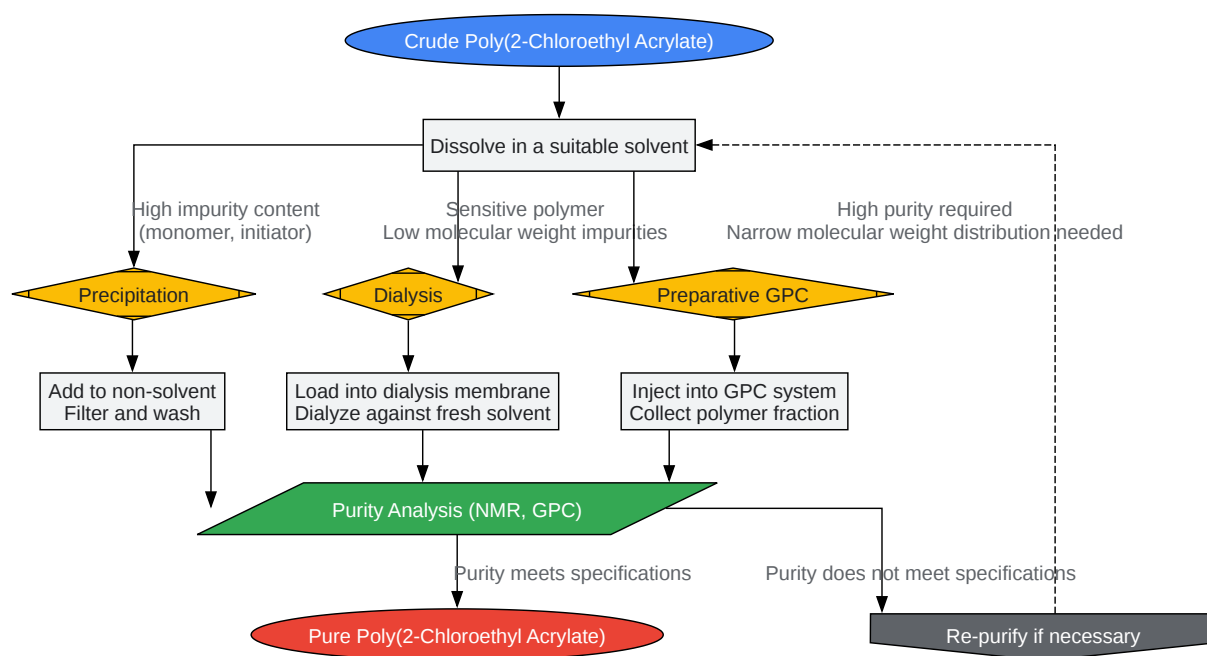 Crude Poly(2-Chloroethyl Acrylate)
Dissolve in a suitable solvent
High impurity content
(monomer, initiator)
Sensitive polymer
Low molecular weight impurities
High purity required
Narrow molecular weight distribution needed
Precipitation
Dialysis
Preparative GPC
Add to non-solvent
Filter and wash
Load into dialysis membrane
Dialyze against fresh solvent
Inject into GPC system
Collect polymer fraction
Purity Analysis (NMR, GPC)
Purity meets specifications
Purity does not meet specifications
Pure Poly(2-Chloroethyl Acrylate)
Re-purify if necessary